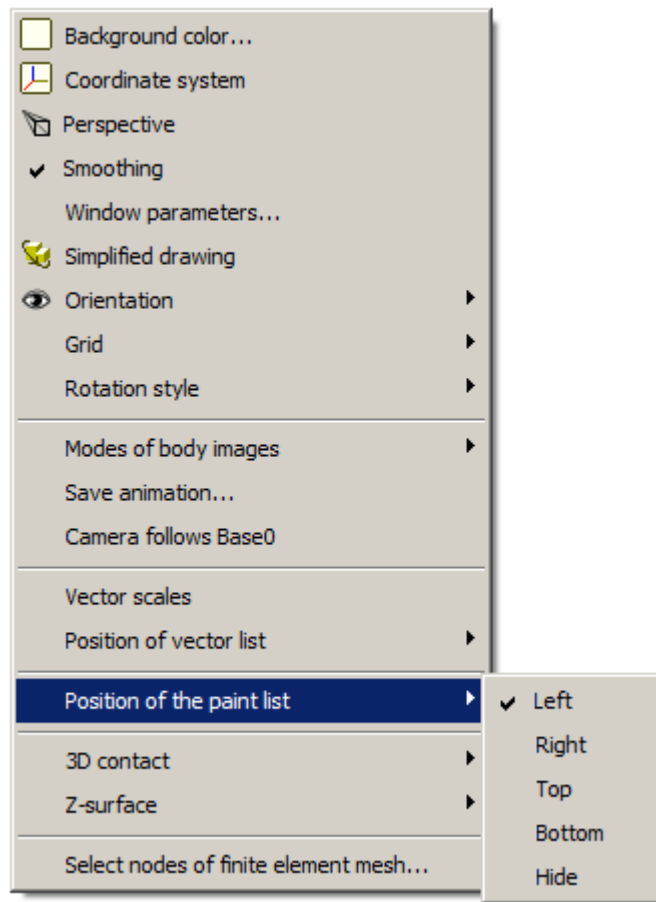 Background color...
Coordinate system
Perspective
Smoothing
Window parameters...
Simplified drawing
Orientation
Grid
Rotation style
Modes of body images
Save animation...
Camera follows Base0
Vector scales
Position of vector list
Position of the paint list
3D contact
Z-surface
Select nodes of finite element mesh...
Left
Right
Top
Bottom
Hide